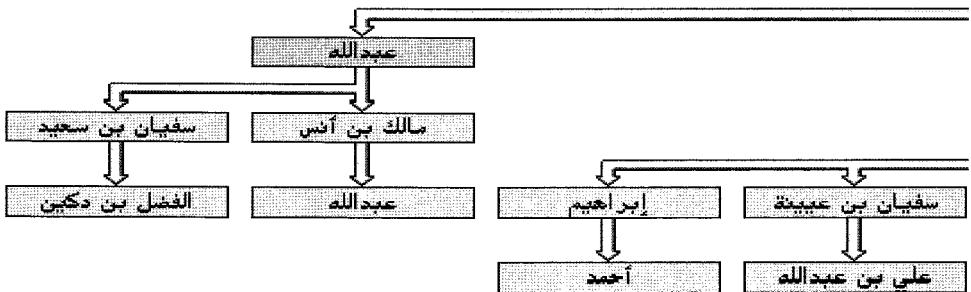 عبدالله
مالك بن أنس
سفيان بن سعيد
سفيان بن عيينة
إبراهيم
عبدالله
الفضل بن دكين
علي بن عبدالله
أحمد